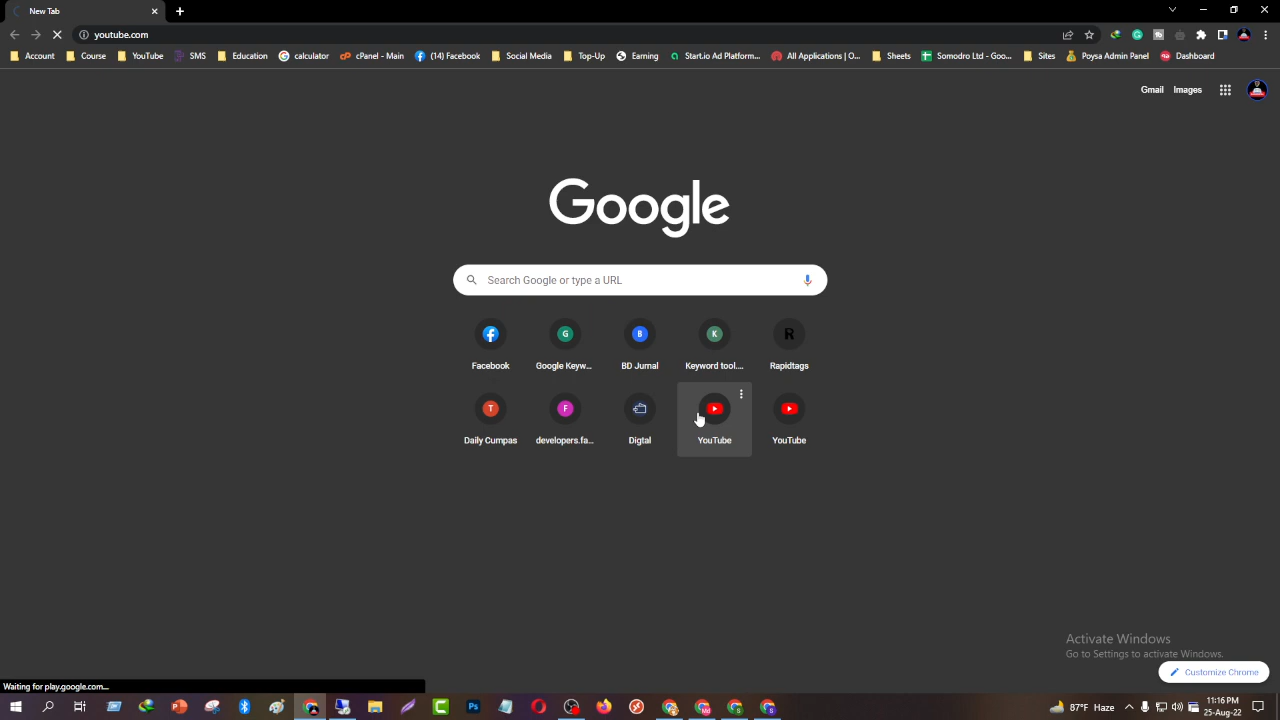 New Tab
youtube.com
Account Course YouTube SMS Education calculator cPanel - Main (14) Facebook Social Media Top-Up Earning Start.io Ad Platform... All Applications | O... Sheets Somodro Ltd - Goo... Sites Poysa Admin Panel Dashboard
Gmail Images
Google
Search Google or type a URL
Facebook Google Keyw... BD Jurnal Keyword tool.... Rapidtags
Daily Cumpas developers.fa... Digtal YouTube YouTube
Activate Windows
Go to Settings to activate Windows.
Customize Chrome
Waiting for play.google.com...
87°F Haze 11:16 PM
25-Aug-22